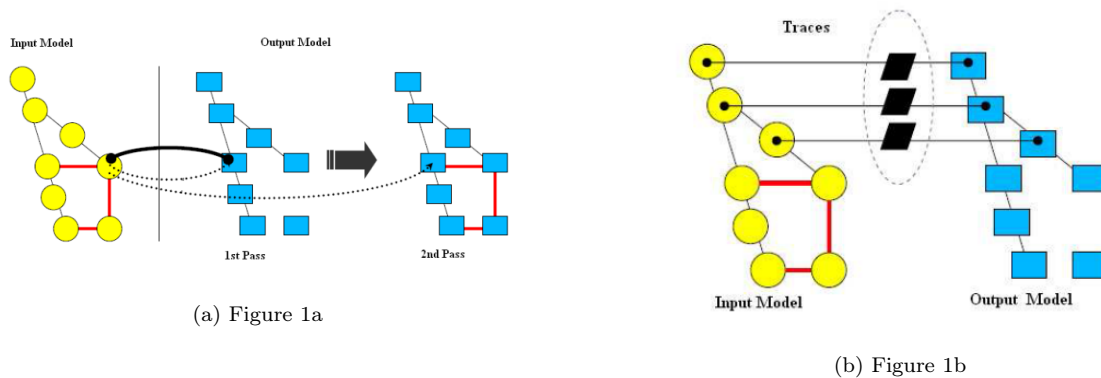 Input Model
Output Model
1st Pass
2nd Pass
(a) Figure 1a
Traces
Input Model
Output Model
(b) Figure 1b